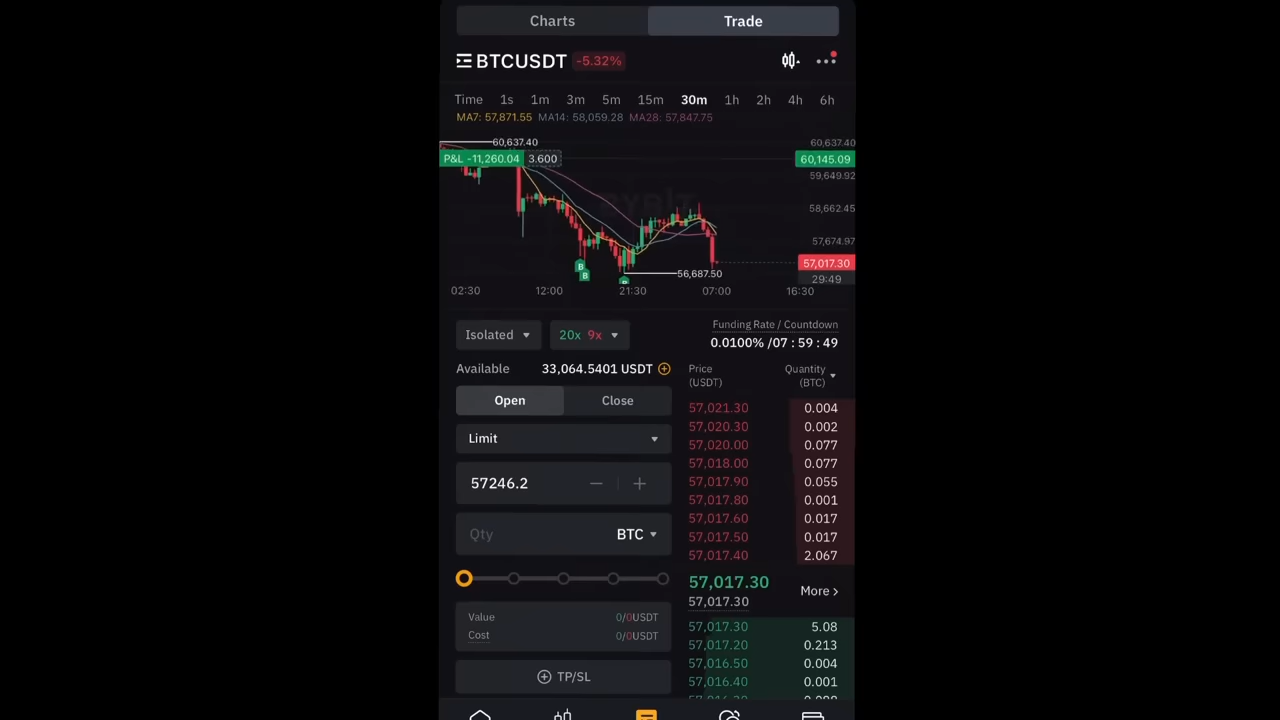 Charts Trade
BTCUSDT -5.32%
Time 1s 1m 3m 5m 15m 30m 1h 2h 4h 6h
MA7: 57,871.55 MA14: 58,059.28 MA28: 57,847.75
60,637.40 60,637.40
P&L -11,260.04 3.600 60,145.09
59,649.92
BYBIT
58,662.45
57,674.97
57,017.30
B
B
56,687.50
29:49
02:30 12:00 21:30 07:00 16:30
Isolated 20x 9x
Funding Rate / Countdown
0.0100% /07 : 59 : 49
Available 33,064.5401 USDT
Price Quantity
(USDT) (BTC)
Open Close
Limit
57246.2
Qty BTC
Value 0/0USDT
Cost 0/0USDT
TP/SL
57,021.30 0.004
57,020.30 0.002
57,020.00 0.077
57,018.00 0.077
57,017.90 0.055
57,017.80 0.001
57,017.60 0.017
57,017.50 0.017
57,017.40 2.067
57,017.30
57,017.30
More >
57,017.30 5.08
57,017.20 0.213
57,016.50 0.004
57,016.40 0.001